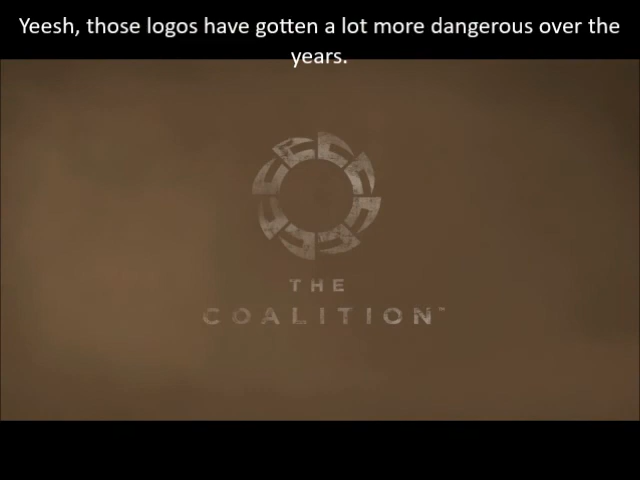 Yeesh, those logos have gotten a lot more dangerous over the
years.
THE
COALITION™